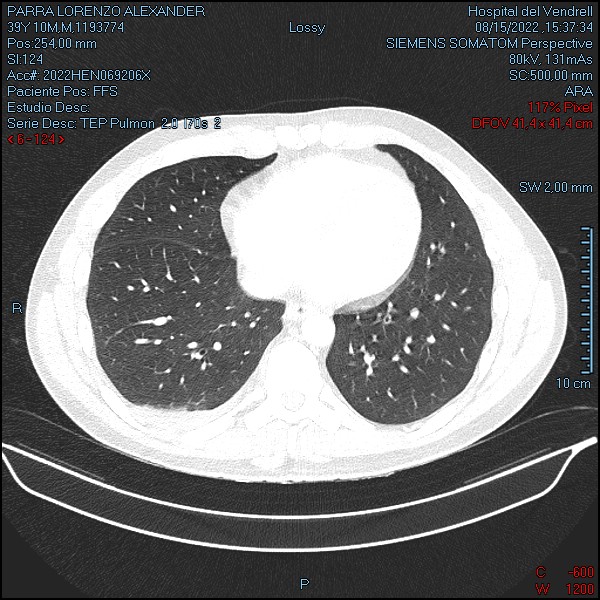 PARRA LORENZO ALEXANDER
39Y 10M,M,1193774
Pos:254,00 mm
SI:124
Acc#: 2022HEN069206X
Paciente Pos: FFS
Estudio Desc:
Serie Desc: TEP Pulmon 2.0 I70s 2
<6-124>
Lossy
Hospital del Vendrell
08/15/2022 ,15:37:34
SIEMENS SOMATOM Perspective
80kV, 131mAs
SC:500,00 mm
ARA
117% Pixel
DFOV 41,4 x 41,4 cm
SW 2,00 mm
R
10 cm
P
C -600
W 1200